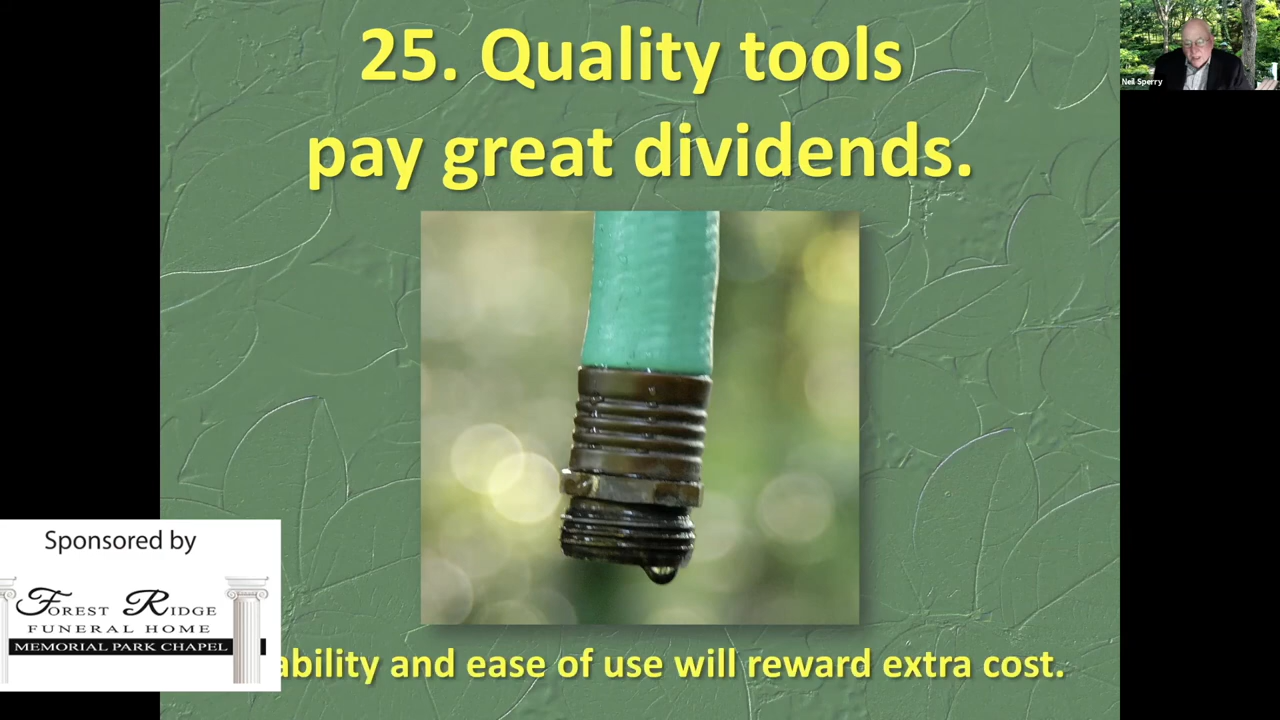 25. Quality tools
pay great dividends.
Neil Sperry
Sponsored by
FOREST RIDGE
FUNERAL HOME
MEMORIAL PARK CHAPEL
ability and ease of use will reward extra cost.